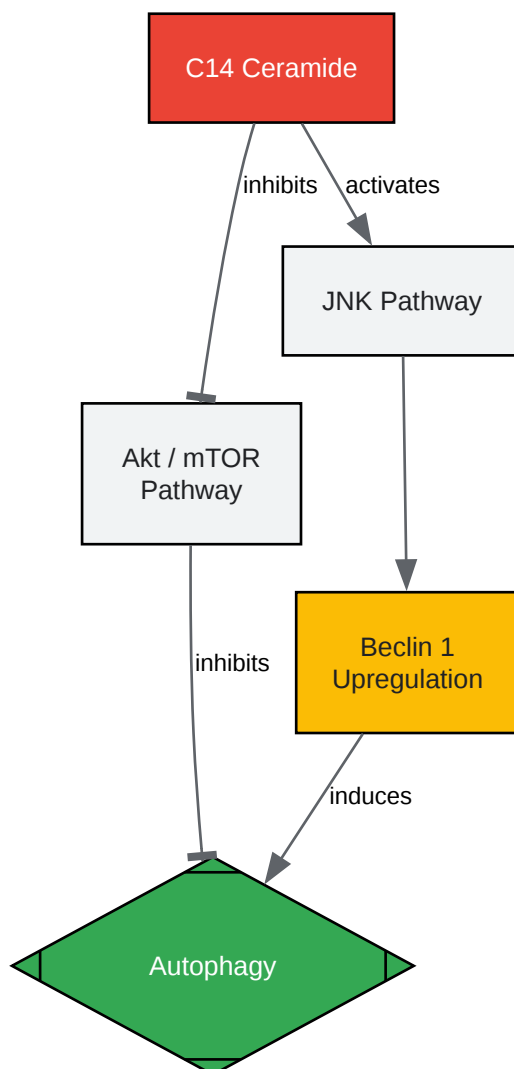 C14 Ceramide
inhibits
activates
JNK Pathway
Akt / mTOR
Pathway
Beclin 1
Upregulation
inhibits
induces
Autophagy